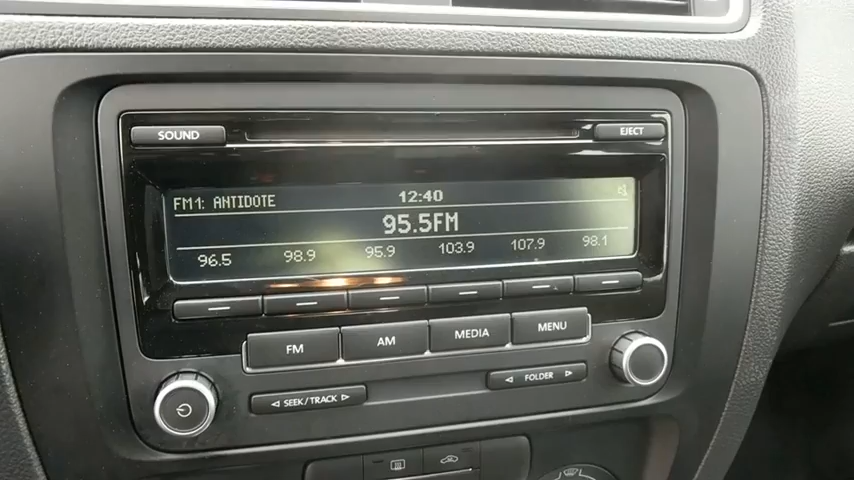 SOUND
EJECT
FM1: ANTIDOTE 12:40
95.5FM
96.5 98.9 95.9 103.9 107.9 98.1
FM AM MEDIA MENU
SEEK/TRACK
FOLDER